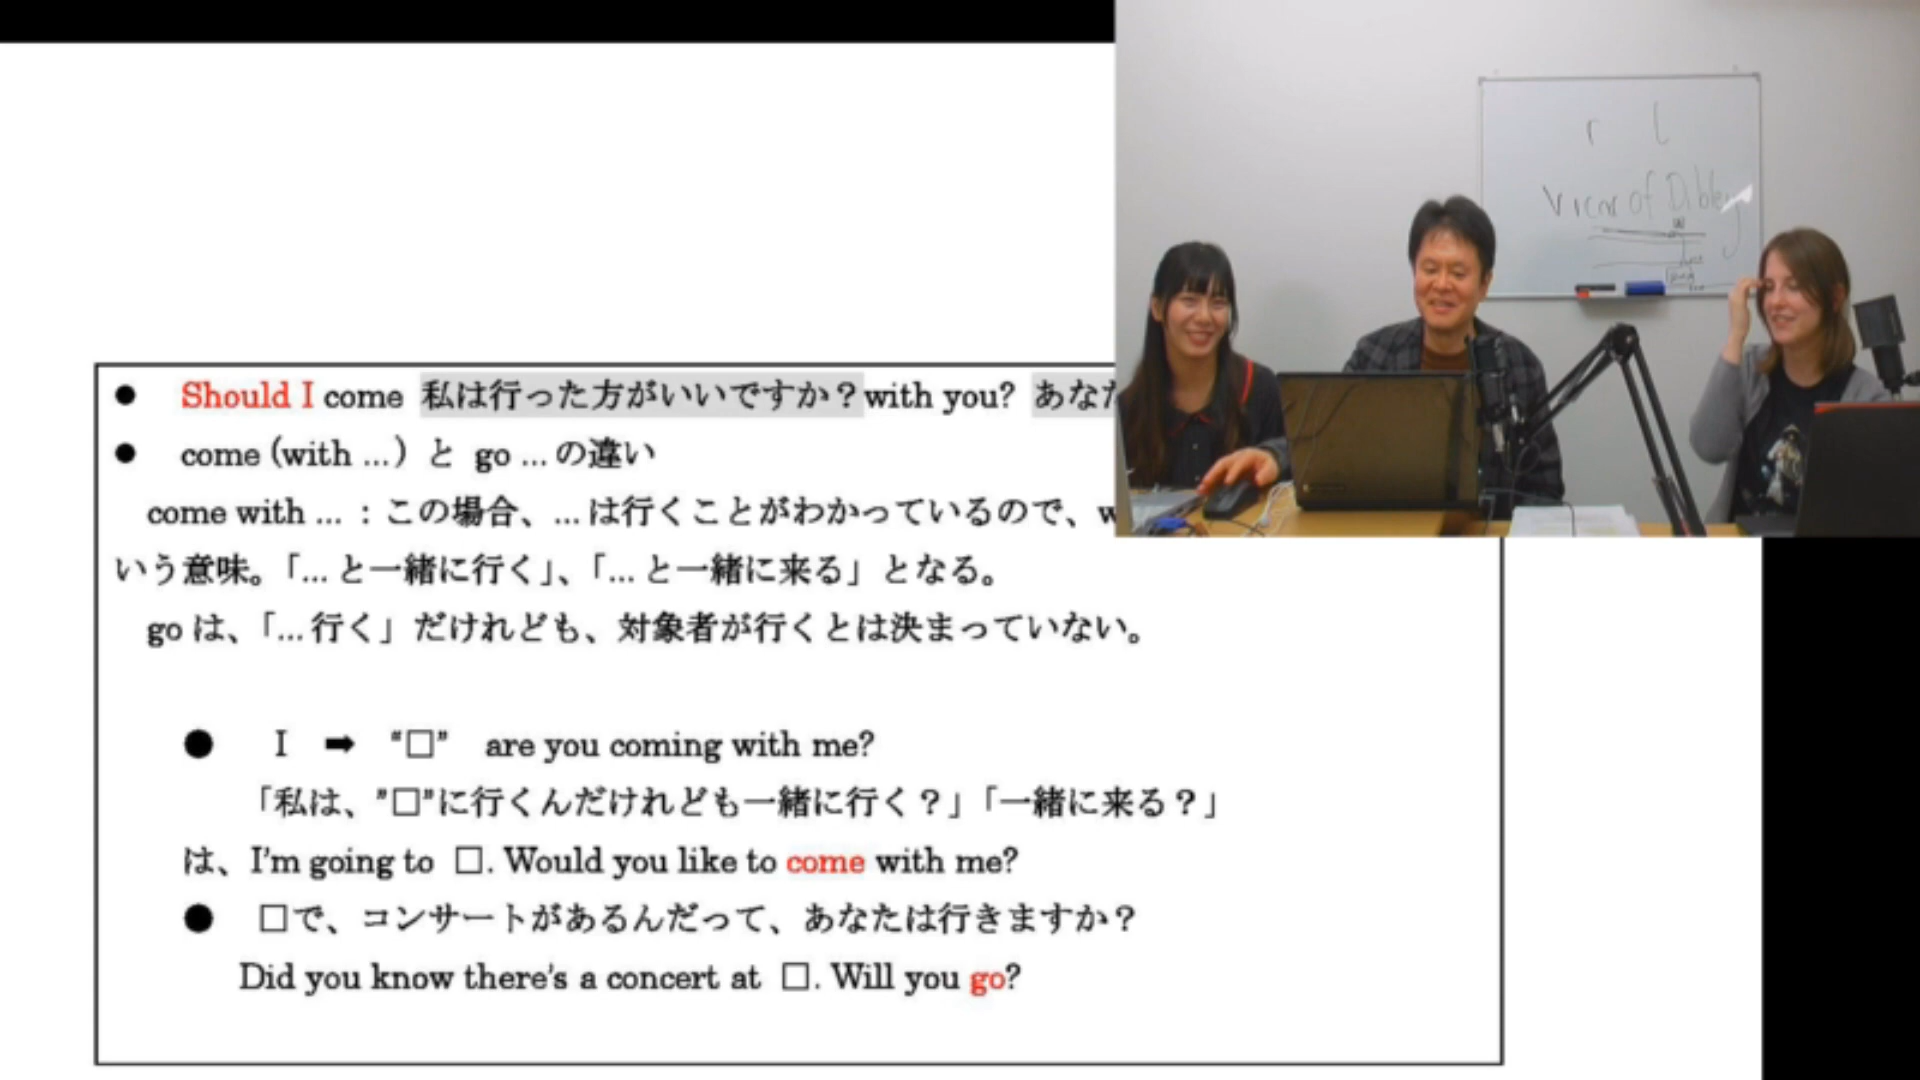 r l
Vicar of Dibley
● Should I come 私は行った方がいいですか？with you? あなた
● come (with …) と go … の違い
come with … : この場合、… は行くことがわかっているので、w
いう意味。「… と一緒に行く」、「… と一緒に来る」となる。
go は、「… 行く」だけれども、対象者が行くとは決まっていない。
● I ➡ “□” are you coming with me?
「私は、”□”に行くんだけれども一緒に行く？」「一緒に来る？」
は、I'm going to □. Would you like to come with me?
● □で、コンサートがあるんだって、あなたは行きますか？
Did you know there's a concert at □. Will you go?